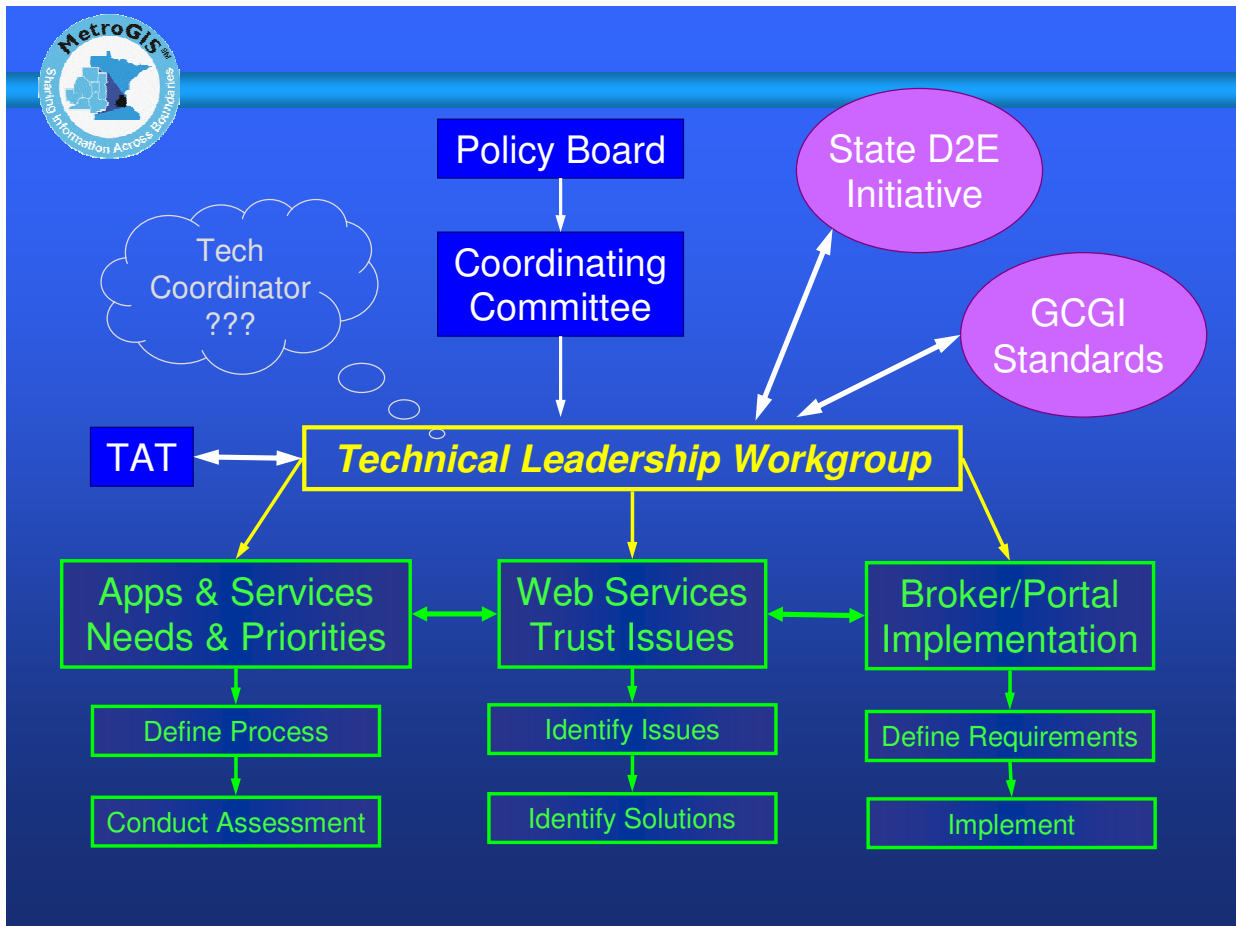 MetroGIS SM
Sharing Information Across Boundaries
Policy Board
State D2E
Initiative
Tech
Coordinator
???
Coordinating
Committee
GCGI
Standards
TAT
Technical Leadership Workgroup
Apps & Services
Needs & Priorities
Web Services
Trust Issues
Broker/Portal
Implementation
Define Process
Identify Issues
Define Requirements
Conduct Assessment
Identify Solutions
Implement